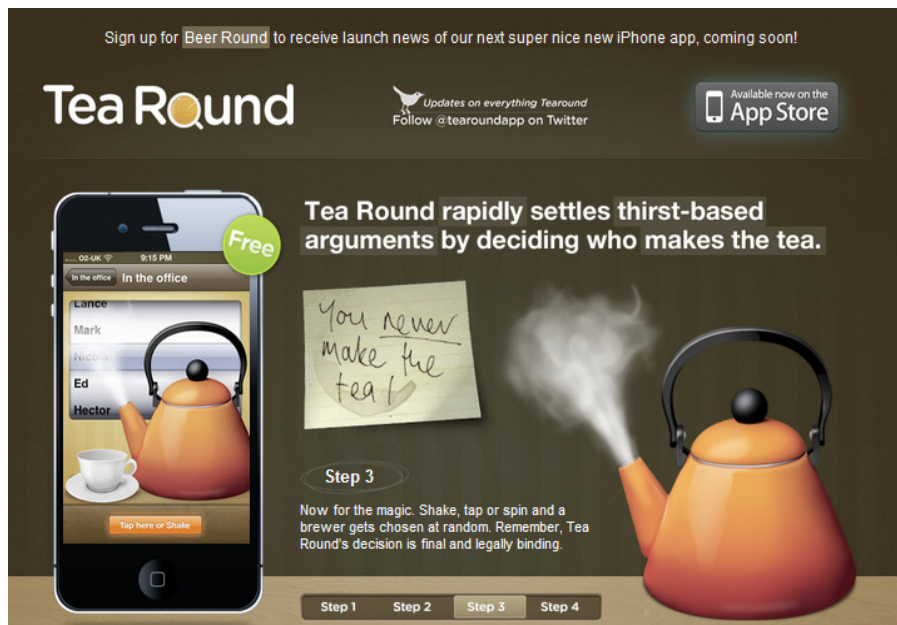 Sign up for Beer Round to receive launch news of our next super nice new iPhone app, coming soon!
Tea Round
Updates on everything Tearound
Follow @tearoundapp on Twitter
Available now on the
App Store
Free
O2-UK 9:15 PM
In the office In the office
Lance
Mark
Nicola
Ed
Hector
Tap here or Shake
Tea Round rapidly settles thirst-based
arguments by deciding who makes the tea.
You never
make the
tea!
Step 3
Now for the magic. Shake, tap or spin and a
brewer gets chosen at random. Remember, Tea
Round's decision is final and legally binding.
Step 1 Step 2 Step 3 Step 4